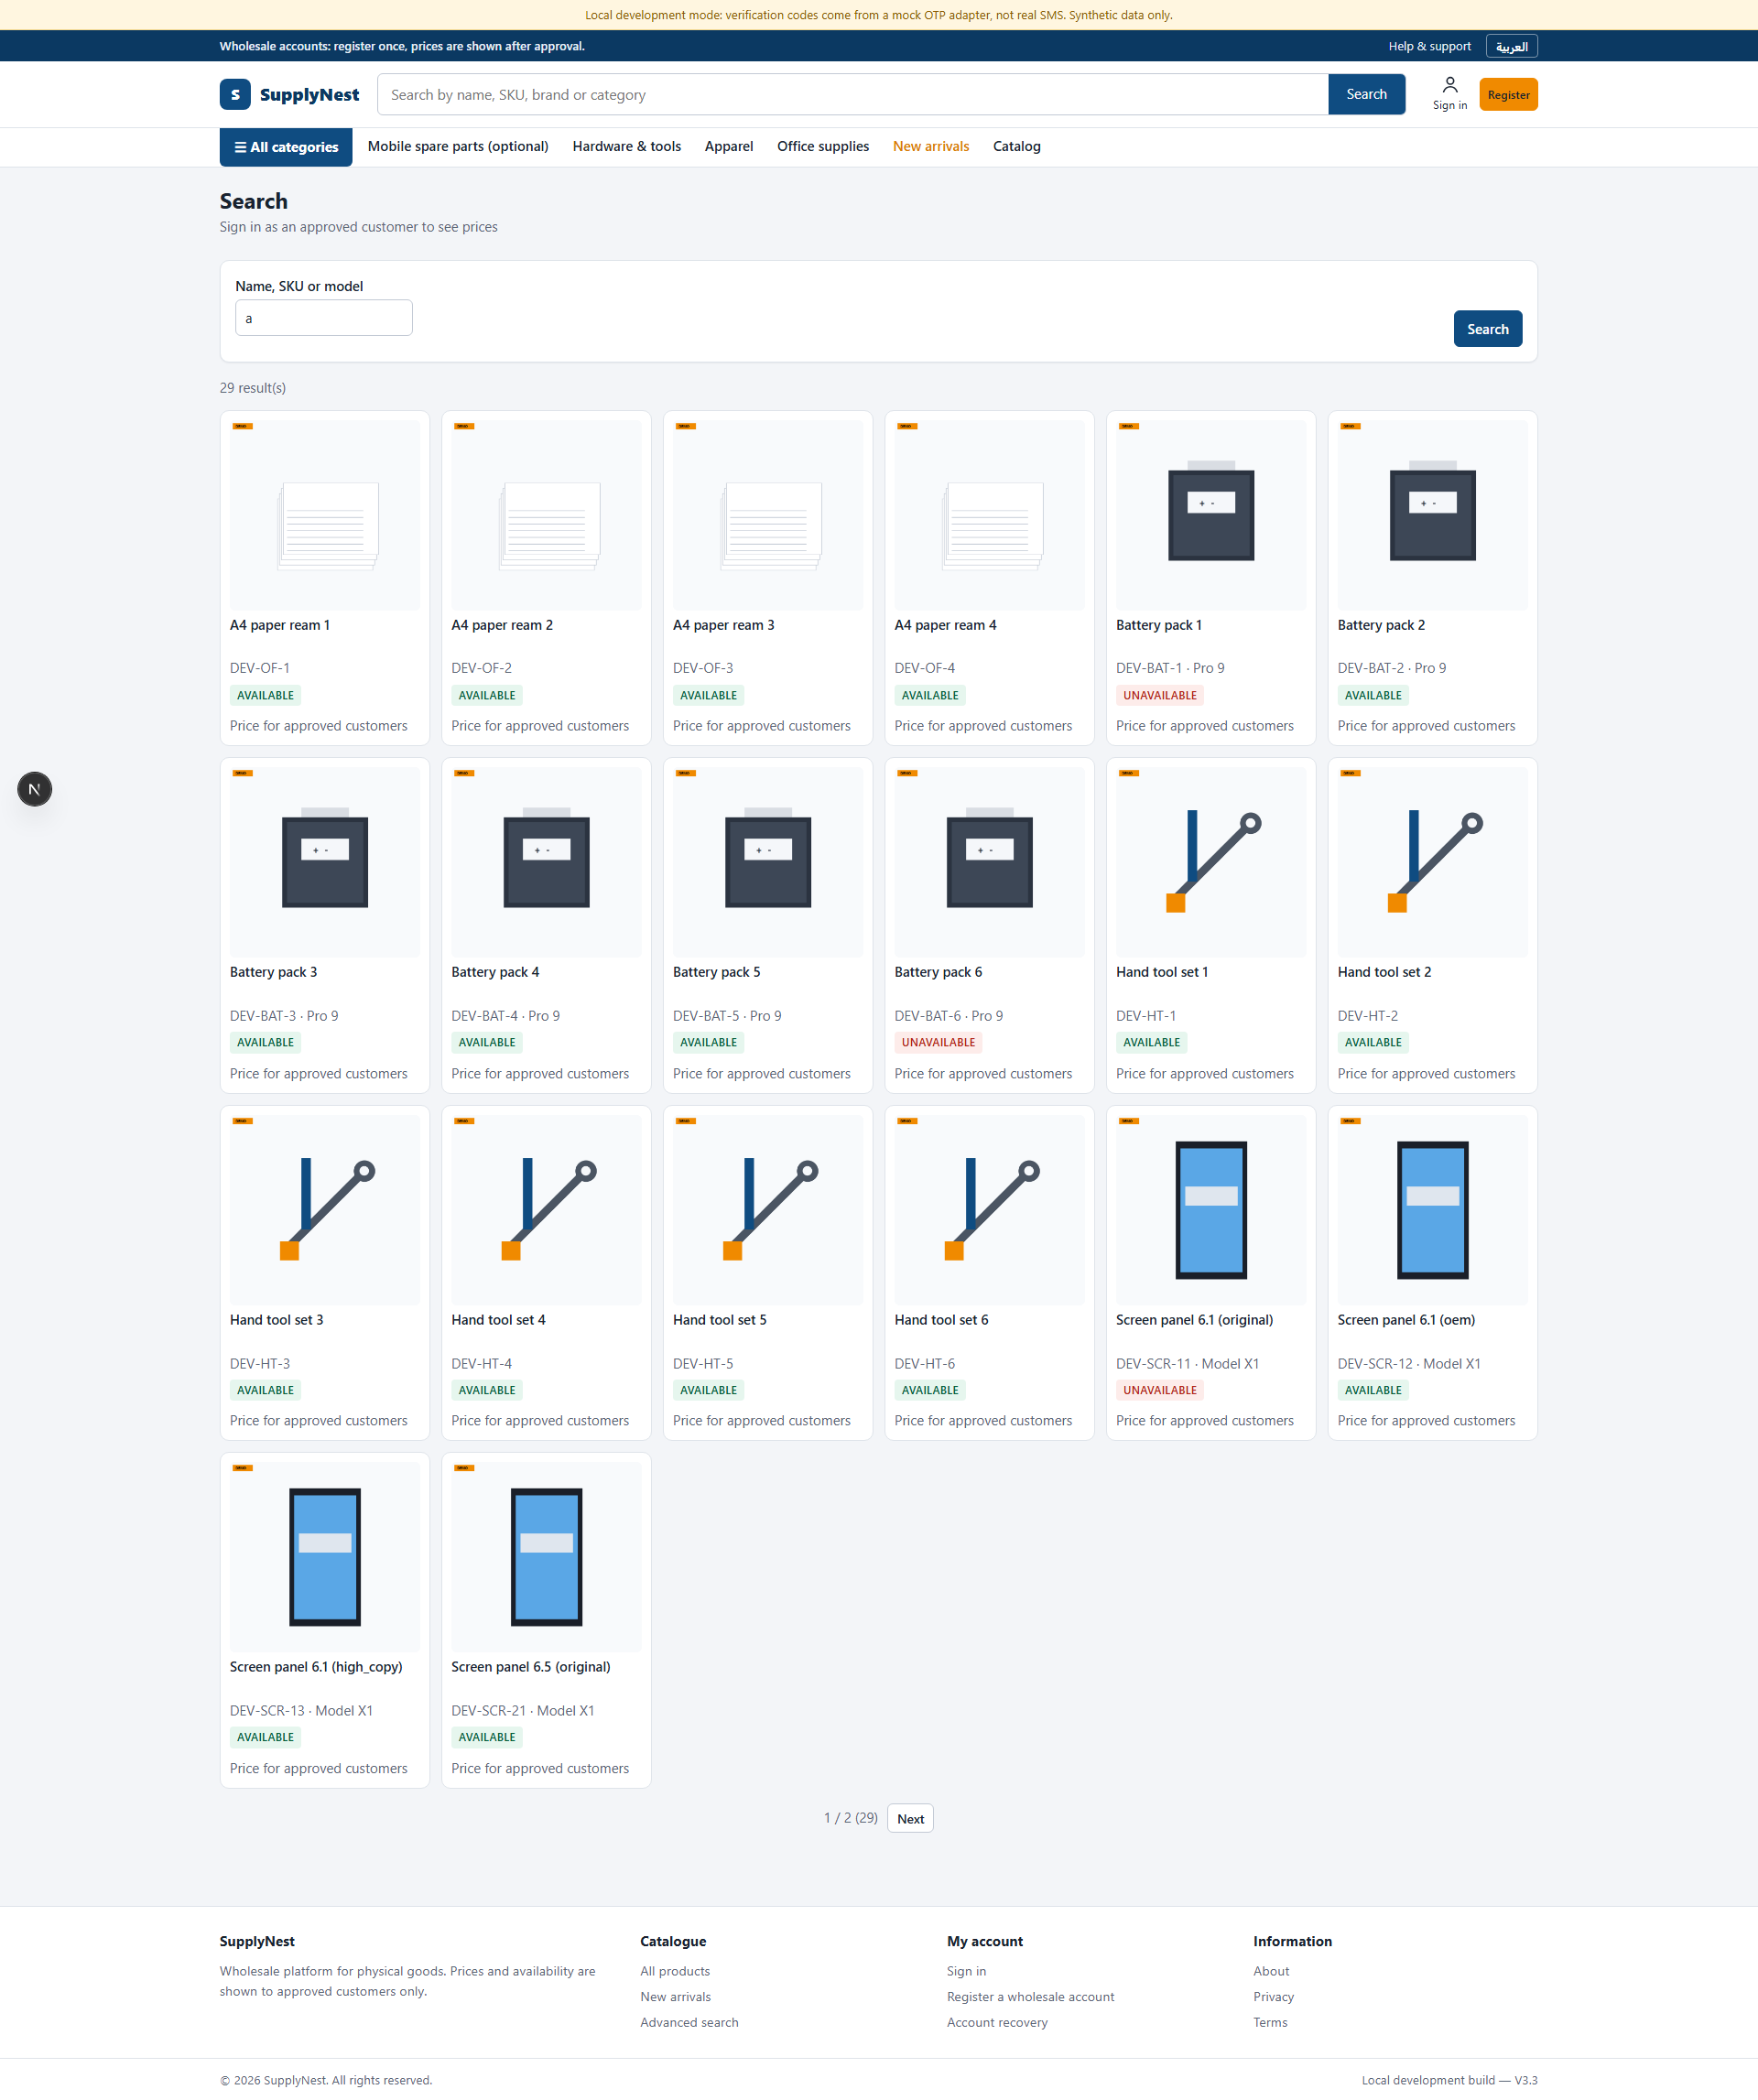 Local development mode: verification codes come from a mock OTP adapter, not real SMS. Synthetic data only.
Wholesale accounts: register once, prices are shown after approval.
Help & support
العربية
S
SupplyNest
Search by name, SKU, brand or category
Search
Sign in
Register
☰ All categories
Mobile spare parts (optional)
Hardware & tools
Apparel
Office supplies
New arrivals
Catalog
Search
Sign in as an approved customer to see prices
Name, SKU or model
a
Search
29 result(s)
A4 paper ream 1
DEV-OF-1
AVAILABLE
Price for approved customers
A4 paper ream 2
DEV-OF-2
AVAILABLE
Price for approved customers
A4 paper ream 3
DEV-OF-3
AVAILABLE
Price for approved customers
A4 paper ream 4
DEV-OF-4
AVAILABLE
Price for approved customers
+ -
Battery pack 1
DEV-BAT-1 · Pro 9
UNAVAILABLE
Price for approved customers
+ -
Battery pack 2
DEV-BAT-2 · Pro 9
AVAILABLE
Price for approved customers
+ -
Battery pack 3
DEV-BAT-3 · Pro 9
AVAILABLE
Price for approved customers
+ -
Battery pack 4
DEV-BAT-4 · Pro 9
AVAILABLE
Price for approved customers
+ -
Battery pack 5
DEV-BAT-5 · Pro 9
AVAILABLE
Price for approved customers
+ -
Battery pack 6
DEV-BAT-6 · Pro 9
UNAVAILABLE
Price for approved customers
Hand tool set 1
DEV-HT-1
AVAILABLE
Price for approved customers
Hand tool set 2
DEV-HT-2
AVAILABLE
Price for approved customers
N
Hand tool set 3
DEV-HT-3
AVAILABLE
Price for approved customers
Hand tool set 4
DEV-HT-4
AVAILABLE
Price for approved customers
Hand tool set 5
DEV-HT-5
AVAILABLE
Price for approved customers
Hand tool set 6
DEV-HT-6
AVAILABLE
Price for approved customers
Screen panel 6.1 (original)
DEV-SCR-11 · Model X1
UNAVAILABLE
Price for approved customers
Screen panel 6.1 (oem)
DEV-SCR-12 · Model X1
AVAILABLE
Price for approved customers
Screen panel 6.1 (high_copy)
DEV-SCR-13 · Model X1
AVAILABLE
Price for approved customers
Screen panel 6.5 (original)
DEV-SCR-21 · Model X1
AVAILABLE
Price for approved customers
1 / 2 (29)
Next
SupplyNest
Wholesale platform for physical goods. Prices and availability are
shown to approved customers only.
Catalogue
All products
New arrivals
Advanced search
My account
Sign in
Register a wholesale account
Account recovery
Information
About
Privacy
Terms
© 2026 SupplyNest. All rights reserved.
Local development build — V3.3